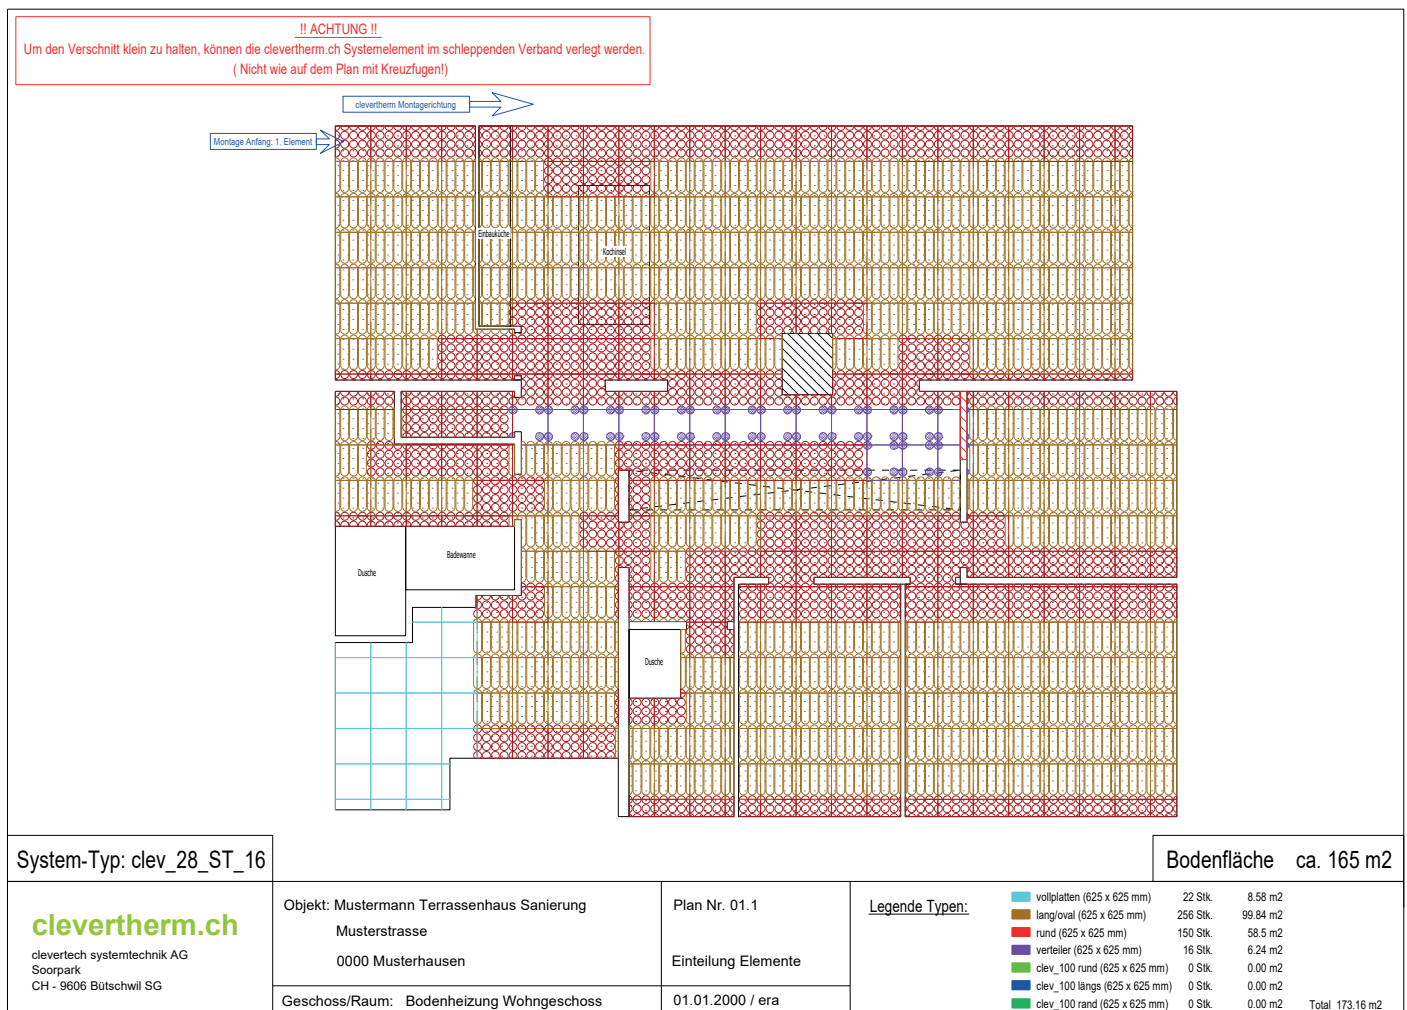 !! ACHTUNG !!
Um den Verschnitt klein zu halten, können die clevertherm.ch Systemelement im schleppenden Verband verlegt werden.
( Nicht wie auf dem Plan mit Kreuzfugen!)
clevertherm Montagerichtung
Montage Anfang: 1. Element
Einbauküche
Kochinsel
Badewanne
Dusche
Dusche
System-Typ: clev_28_ST_16
Bodenfläche ca. 165 m2
clevertherm.ch
clevertech systemtechnik AG
Soorpark
CH - 9606 Bütschwil SG
Objekt: Mustermann Terrassenhaus Sanierung
Musterstrasse
0000 Musterhausen
Geschoss/Raum: Bodenheizung Wohngeschoss
Plan Nr. 01.1
Einteilung Elemente
01.01.2000 / era
Legende Typen:
vollplatten (625 x 625 mm) 22 Stk. 8.58 m2
lang/oval (625 x 625 mm) 256 Stk. 99.84 m2
rund (625 x 625 mm) 150 Stk. 58.5 m2
verteiler (625 x 625 mm) 16 Stk. 6.24 m2
clev_100 rund (625 x 625 mm) 0 Stk. 0.00 m2
clev_100 längs (625 x 625 mm) 0 Stk. 0.00 m2
clev_100 rand (625 x 625 mm) 0 Stk. 0.00 m2 Total 173.16 m2